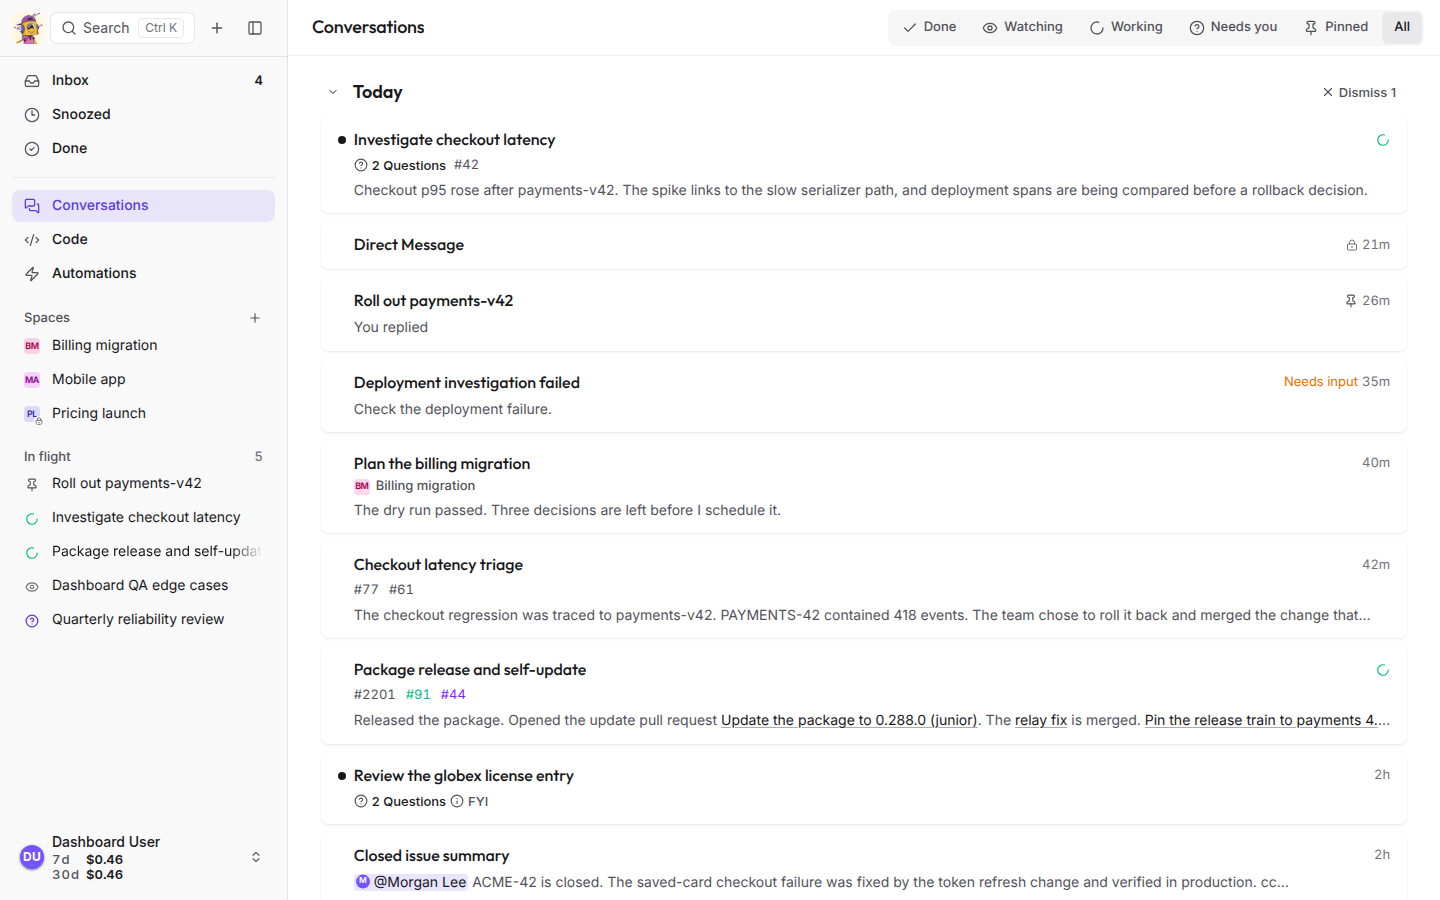 Search Ctrl K
Inbox 4
Snoozed
Done
Conversations
Code
Automations
Spaces
BM Billing migration
MA Mobile app
PL Pricing launch
In flight 5
Roll out payments-v42
Investigate checkout latency
Package release and self-updat
Dashboard QA edge cases
Quarterly reliability review
DU Dashboard User
7d $0.46
30d $0.46
Conversations
Done Watching Working Needs you Pinned All
Today Dismiss 1
Investigate checkout latency
2 Questions #42
Checkout p95 rose after payments-v42. The spike links to the slow serializer path, and deployment spans are being compared before a rollback decision.
Direct Message 21m
Roll out payments-v42 26m
You replied
Deployment investigation failed Needs input 35m
Check the deployment failure.
Plan the billing migration 40m
BM Billing migration
The dry run passed. Three decisions are left before I schedule it.
Checkout latency triage 42m
#77 #61
The checkout regression was traced to payments-v42. PAYMENTS-42 contained 418 events. The team chose to roll it back and merged the change that...
Package release and self-update
#2201 #91 #44
Released the package. Opened the update pull request Update the package to 0.288.0 (junior). The relay fix is merged. Pin the release train to payments 4....
Review the globex license entry 2h
2 Questions FYI
Closed issue summary 2h
M @Morgan Lee ACME-42 is closed. The saved-card checkout failure was fixed by the token refresh change and verified in production. cc...